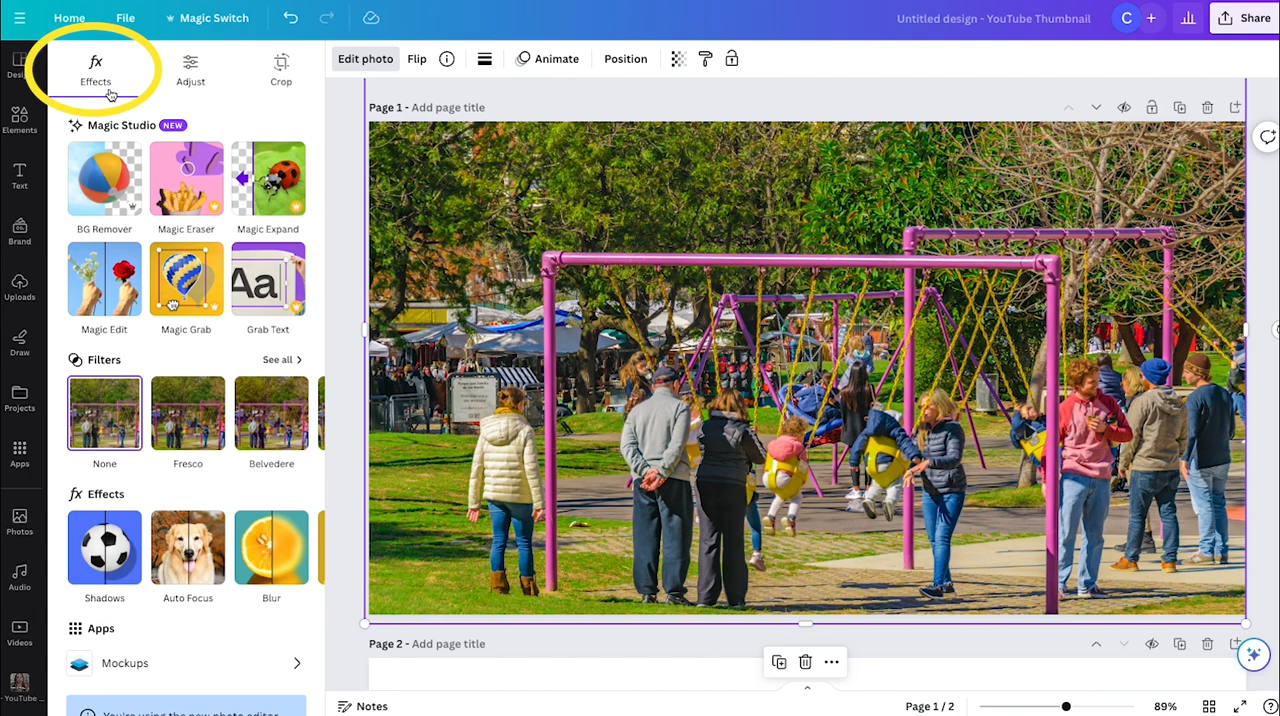 Home File Magic Switch Untitled design - YouTube Thumbnail C Share
Desig
Effects Adjust Crop
Edit photo Flip Animate Position
Page 1 - Add page title
Magic Studio NEW
Elements
BG Remover Magic Eraser Magic Expand
Text
Brand
Aa
Uploads
Magic Edit Magic Grab Grab Text
Draw
Filters See all
Projects
None Fresco Belvedere
Apps
fx Effects
Photos
Shadows Auto Focus Blur
Audio
Apps
Videos
Mockups
Page 2 - Add page title
- YouTube ...
You're using the new photo editor
Notes Page 1 / 2 89%